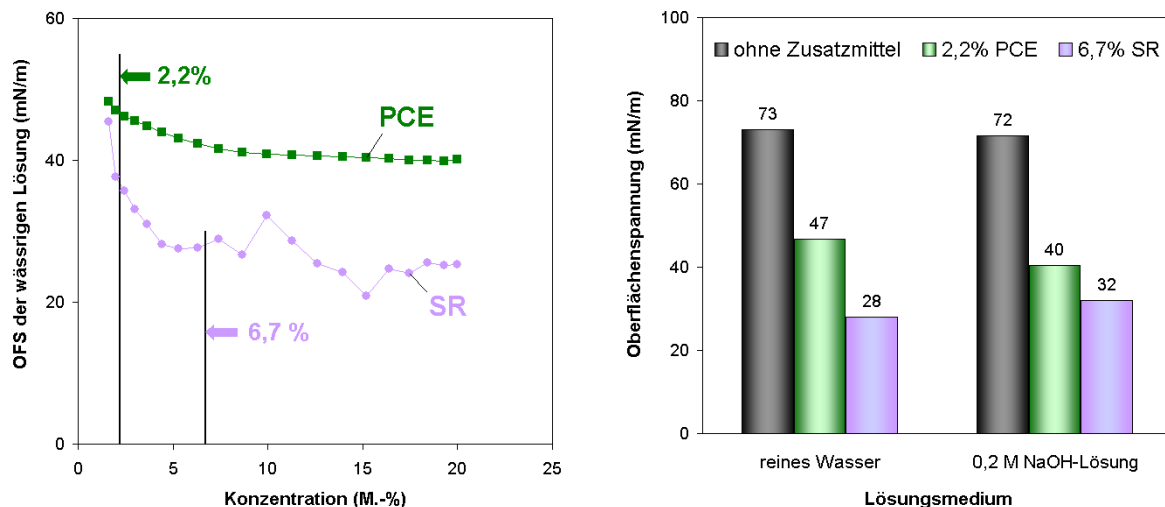 OFS der wässrigen Lösung (mN/m)
60
40
20
0
2,2%
PCE
SR
6,7 %
0
5
10
15
20
25
Konzentration (M.-%)
Oberflächenspannung (mN/m)
100
80
60
40
20
0
ohne Zusatzmittel
2,2% PCE
6,7% SR
73
47
28
72
40
32
reines Wasser
0,2 M NaOH-Lösung
Lösungsmedium